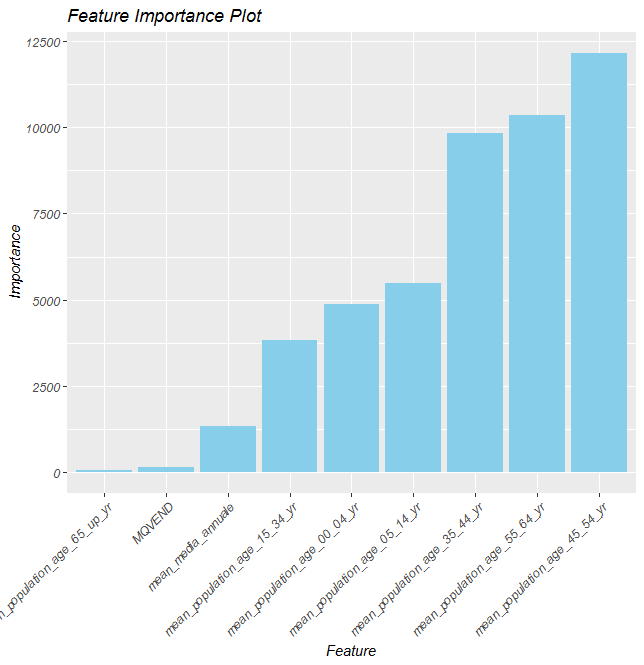 Feature Importance Plot
12500
10000
7500
5000
2500
0
Importance
n_population_age_65_up_yr
MQVEND
mean_media_annuale
mean_population_age_15_34_yr
mean_population_age_00_04_yr
mean_population_age_05_14_yr
mean_population_age_35_44_yr
mean_population_age_55_64_yr
mean_population_age_45_54_yr
Feature